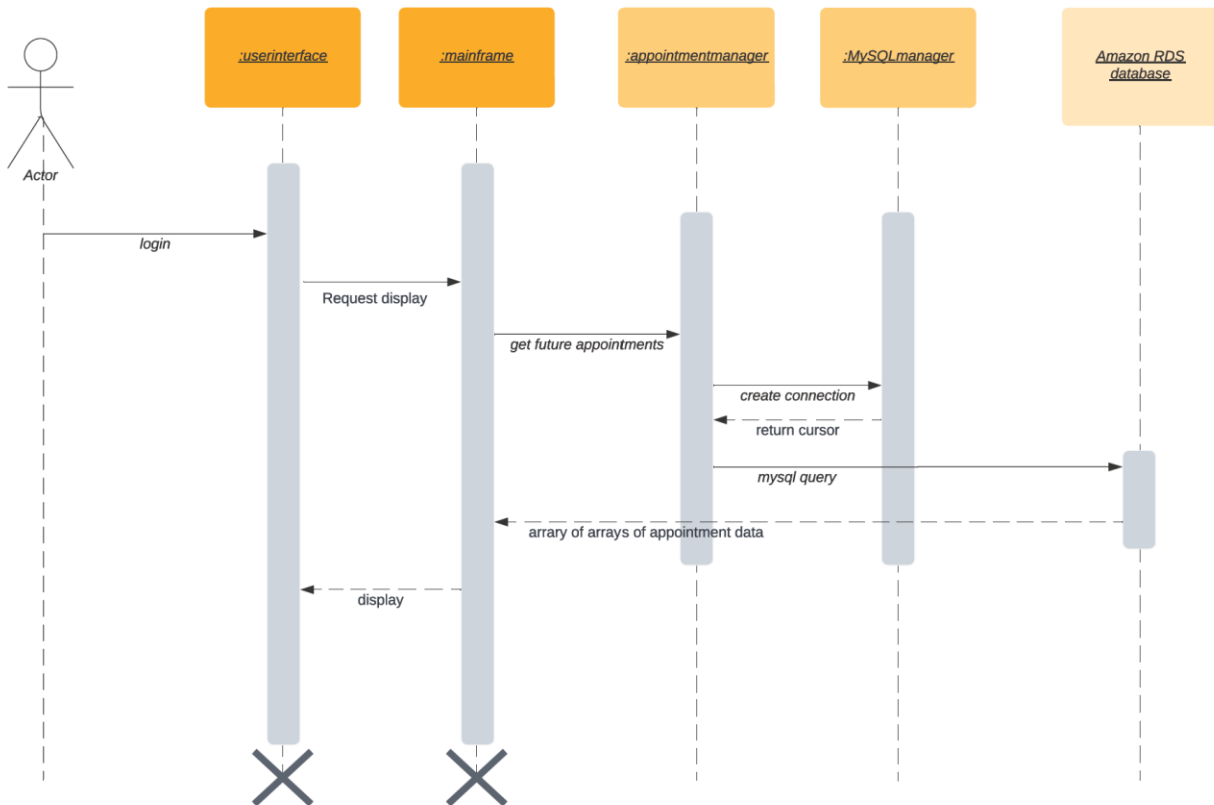 :userinterface
:mainframe
:appointmentmanager
:MySQLmanager
Amazon RDS
database
Actor
login
Request display
get future appointments
create connection
return cursor
mysql query
arrary of arrays of appointment data
display